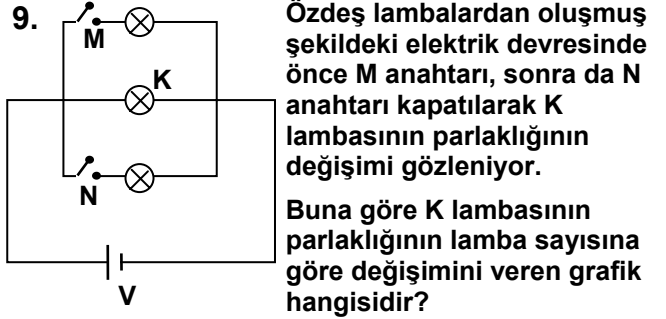 9.
M
K
N
V
Özdeş lambalardan oluşmuş
şekildeki elektrik devresinde
önce M anahtarı, sonra da N
anahtarı kapatılarak K
lambasının parlaklığının
değişimi gözleniyor.
Buna göre K lambasının
parlaklığının lamba sayısına
göre değişimini veren grafik
hangisidir?